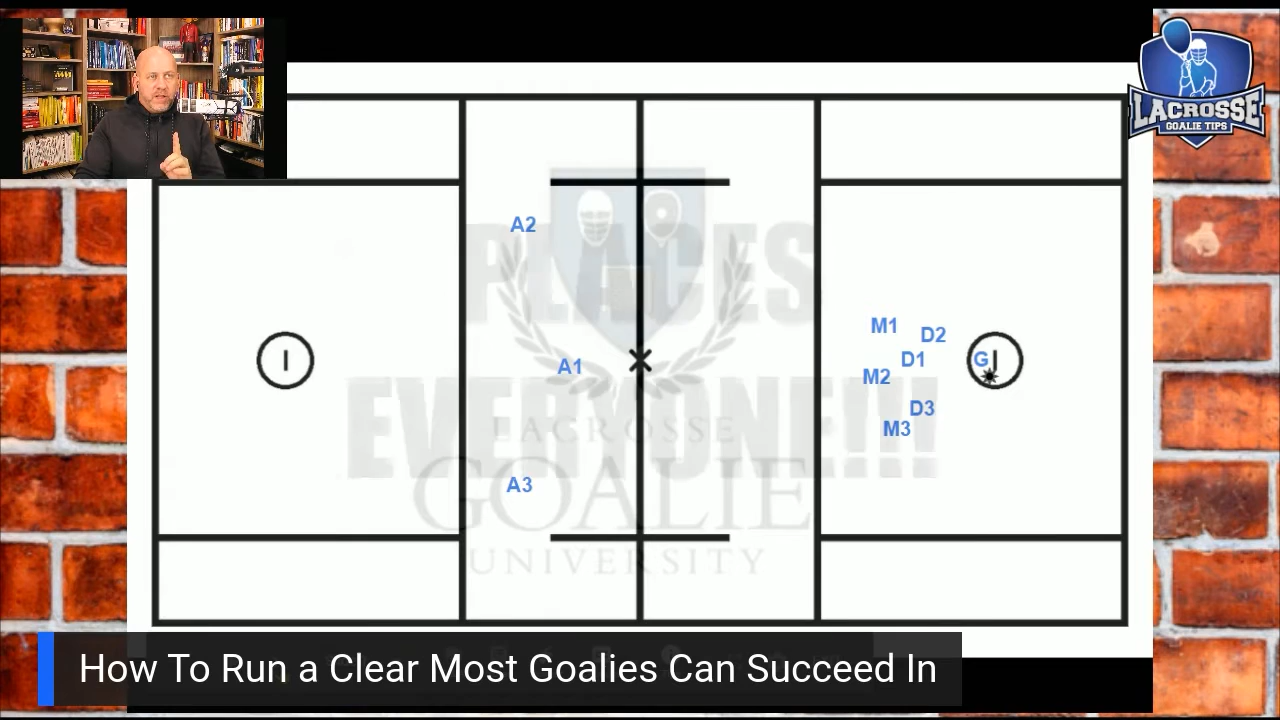 LACROSSE
GOALIE TIPS
A2
PLACES
M1
D2
D1
G
A1
M2
EVERYONE!!!
D3
LACROSSE
M3
A3
GOALIE
UNIVERSITY
How To Run a Clear Most Goalies Can Succeed In